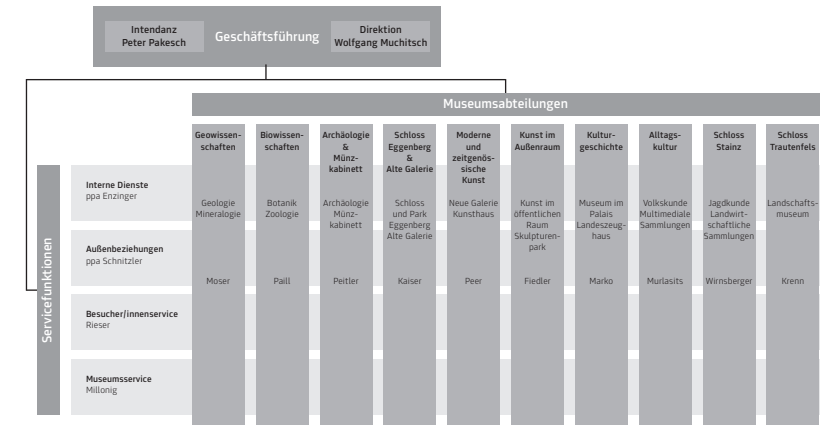 Intendanz
Peter Pakesch
Geschäftsführung
Direktion
Wolfgang Muchitsch
Museumsabteilungen
Geowissen-
schaften
Biowissen-
schaften
Archäologie
&
Münz-
kabinett
Schloss
Eggenberg
&
Alte Galerie
Moderne
und
zeitgenös-
sische
Kunst
Kunst im
Außenraum
Kultur-
geschichte
Alltags-
kultur
Schloss
Stainz
Schloss
Trautenfels
Servicefunktionen
Interne Dienste
ppa Enzinger
Geologie
Mineralogie
Botanik
Zoologie
Archäologie
Münz-
kabinett
Schloss
und Park
Eggenberg
Alte Galerie
Neue Galerie
Kunsthaus
Kunst im
öffentlichen
Raum
Skulpturen-
park
Museum im
Palais
Landeszeug-
haus
Volkskunde
Multimediale
Sammlungen
Jagdkunde
Landwirt-
schaftliche
Sammlungen
Landschafts-
museum
Außenbeziehungen
ppa Schnitzler
Moser
Paill
Peitler
Kaiser
Peer
Fiedler
Marko
Murlasits
Wirnsberger
Krenn
Besucher/innenservice
Rieser
Museumsservice
Millonig